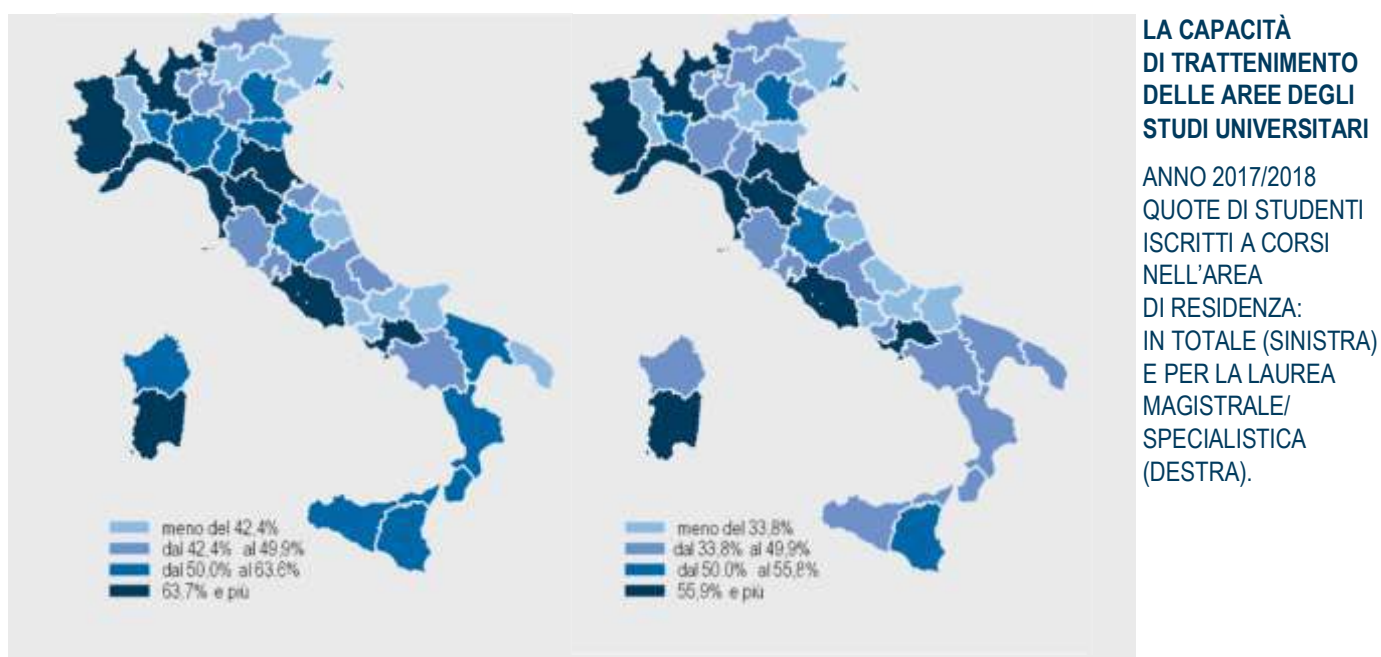 LA CAPACITÀ
DI TRATTENIMENTO
DELLE AREE DEGLI
STUDI UNIVERSITARI
ANNO 2017/2018
QUOTE DI STUDENTI
ISCRITTI A CORSI
NELL'AREA
DI RESIDENZA:
IN TOTALE (SINISTRA)
E PER LA LAUREA
MAGISTRALE/
SPECIALISTICA
(DESTRA).
meno del 42,4%
dal 42,4% al 49,9%
dal 50,0% al 63,6%
63,7% e più
meno del 33,8%
dal 33,8% al 49,9%
dal 50.0% al 55,8%
55,9% e più